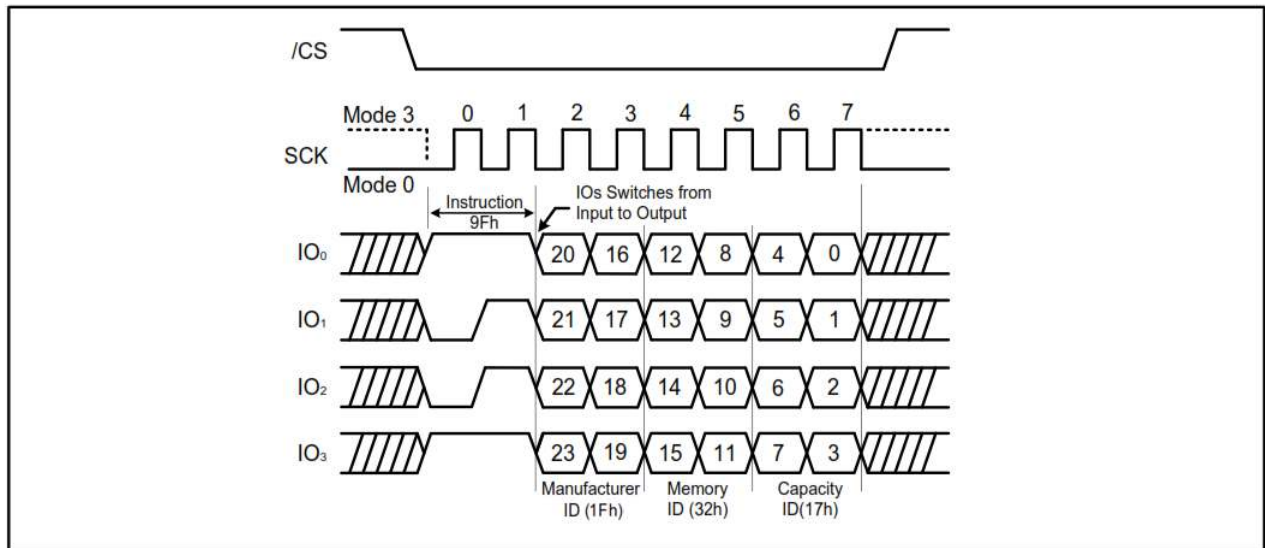 /CS
Mode 3
0 1 2 3 4 5 6 7
SCK
Mode 0
Instruction
9Fh
IOs Switches from
Input to Output
IO₀ 20 16 12 8 4 0
IO₁ 21 17 13 9 5 1
IO₂ 22 18 14 10 6 2
IO₃ 23 19 15 11 7 3
Manufacturer Memory Capacity
ID (1Fh) ID (32h) ID(17h)